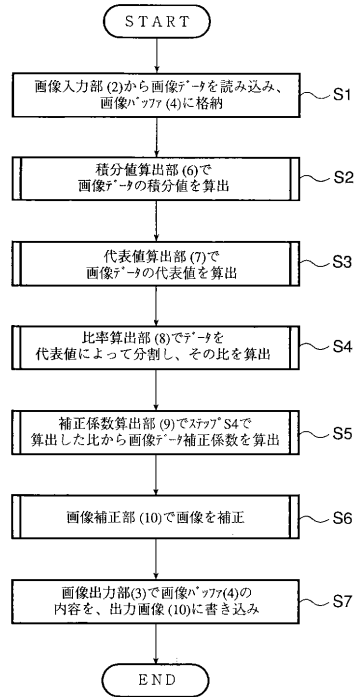 START
画像入力部(2)から画像データを読み込み、
画像バッファ(4)に格納
S1
積分値算出部(6)で
画像データの積分値を算出
S2
代表値算出部(7)で
画像データの代表値を算出
S3
比率算出部(8)でデータを
代表値によって分割し、その比を算出
S4
補正係数算出部(9)でステップS4で
算出した比から画像データ補正係数を算出
S5
画像補正部(10)で画像を補正
S6
画像出力部(3)で画像バッファ(4)の
内容を、出力画像(10)に書き込み
S7
END